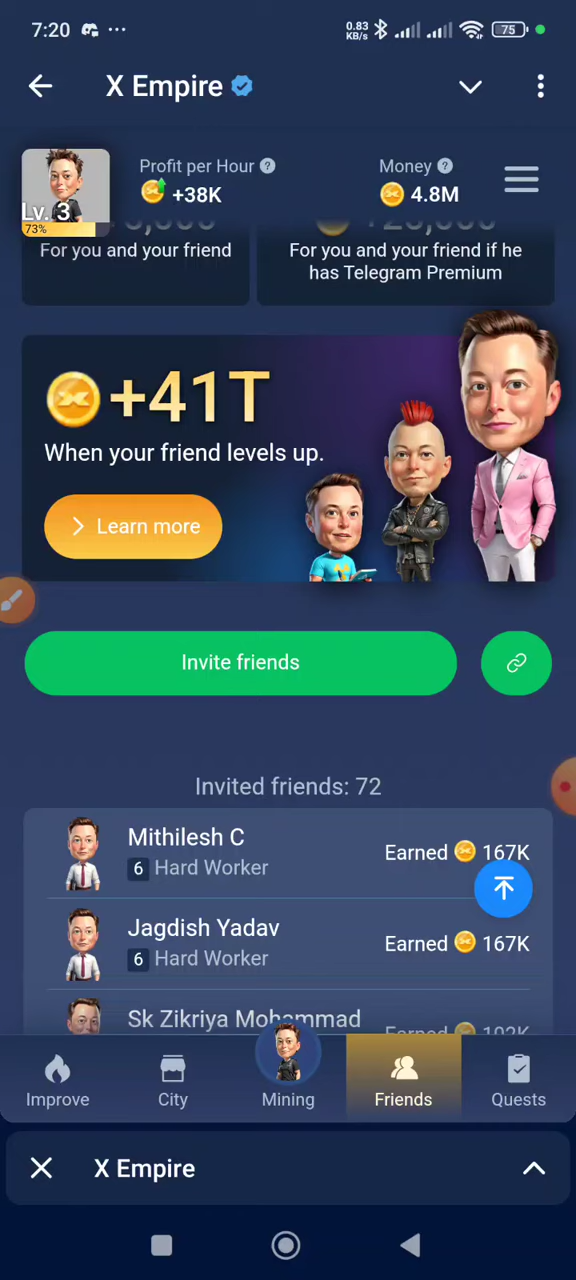 7:20
0.83
KB/s
75
X Empire
Profit per Hour ?
+38K
Money ?
4.8M
Lv. 3
73%
For you and your friend
For you and your friend if he
has Telegram Premium
+41T
When your friend levels up.
Learn more
Invite friends
Invited friends: 72
Mithilesh C
6 Hard Worker
Earned 167K
Jagdish Yadav
6 Hard Worker
Earned 167K
Sk Zikriya Mohammad
Earned 102K
Improve
City
Mining
Friends
Quests
X Empire